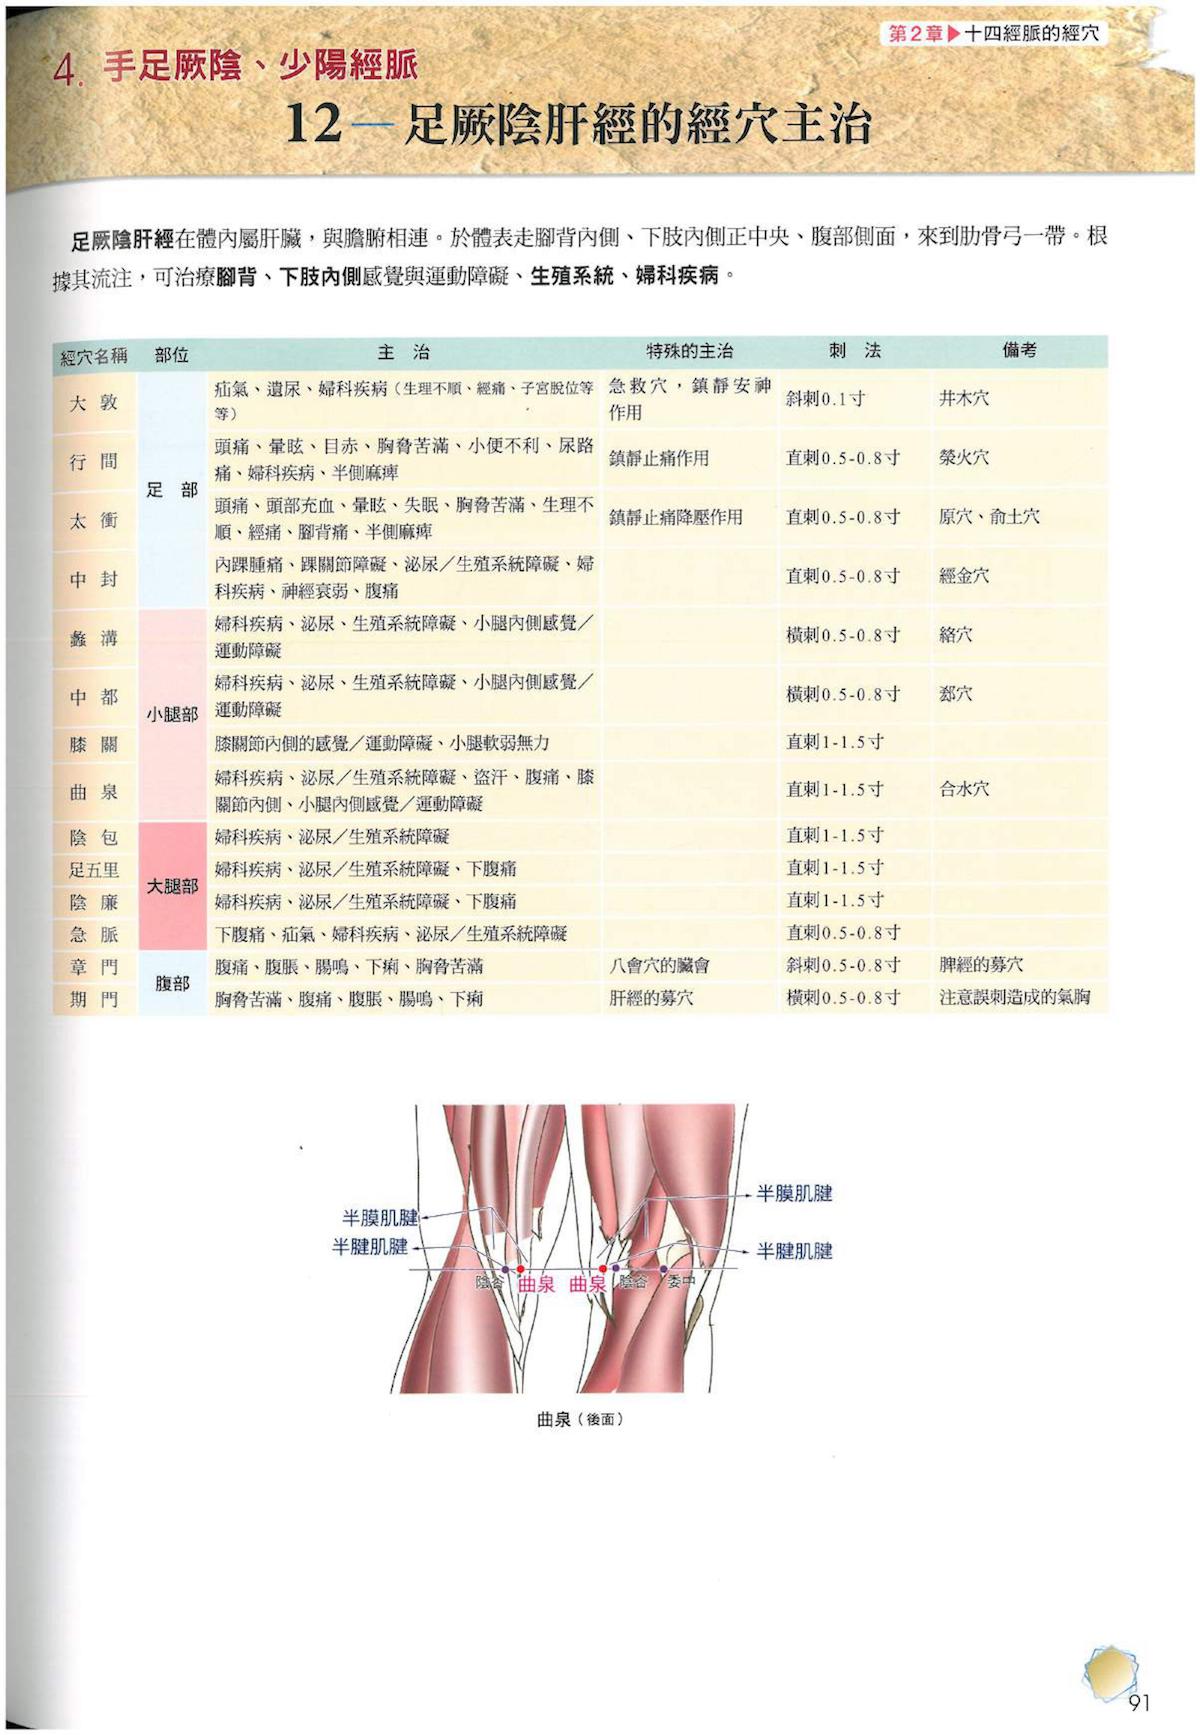 第2章▶十四經脈的經穴
4. 手足厥陰、少陽經脈
12—足厥陰肝經的經穴主治
足厥陰肝經在體內屬肝臟，與膽腑相連。於體表走腳背內側、下肢內側正中央、腹部側面，來到肋骨弓一帶。根
據其流注，可治療腳背、下肢內側感覺與運動障礙、生殖系統、婦科疾病。
經穴名稱 部位 主 治 特殊的主治 刺 法 備考
大 敦 疝氣、遺尿、婦科疾病（生理不順、經痛、子宮脫位等 急救穴，鎮靜安神 斜刺0.1寸 井木穴
等） 作用
行 間 頭痛、暈眩、目赤、胸脅苦滿、小便不利、尿路 鎮靜止痛作用 直刺0.5-0.8寸 滎火穴
痛、婦科疾病、半側麻痺
足 部
太 衝 頭痛、頭部充血、暈眩、失眠、胸脅苦滿、生理不 鎮靜止痛降壓作用 直刺0.5-0.8寸 原穴、俞土穴
順、經痛、腳背痛、半側麻痺
中 封 內踝腫痛、踝關節障礙、泌尿／生殖系統障礙、婦 直刺0.5-0.8寸 經金穴
科疾病、神經衰弱、腹痛
蠡 溝 婦科疾病、泌尿、生殖系統障礙、小腿內側感覺／ 橫刺0.5-0.8寸 絡穴
運動障礙
中 都 婦科疾病、泌尿、生殖系統障礙、小腿內側感覺／ 橫刺0.5-0.8寸 郄穴
運動障礙
小腿部
膝 關 膝關節內側的感覺／運動障礙、小腿軟弱無力 直刺1-1.5寸
曲 泉 婦科疾病、泌尿／生殖系統障礙、盜汗、腹痛、膝 直刺1-1.5寸 合水穴
關節內側、小腿內側感覺／運動障礙
陰 包 婦科疾病、泌尿／生殖系統障礙 直刺1-1.5寸
足五里 婦科疾病、泌尿／生殖系統障礙、下腹痛 直刺1-1.5寸
大腿部
陰 廉 婦科疾病、泌尿／生殖系統障礙、下腹痛 直刺1-1.5寸
急 脈 下腹痛、疝氣、婦科疾病、泌尿／生殖系統障礙 直刺0.5-0.8寸
章 門 腹痛、腹脹、腸鳴、下痢、胸脅苦滿 八會穴的臟會 斜刺0.5-0.8寸 脾經的募穴
腹部
期 門 胸脅苦滿、腹痛、腹脹、腸鳴、下痢 肝經的募穴 橫刺0.5-0.8寸 注意誤刺造成的氣胸
半膜肌腱
半膜肌腱
半腱肌腱
半腱肌腱
陰谷 曲泉 曲泉 陰谷 委中
曲泉（後面）
91